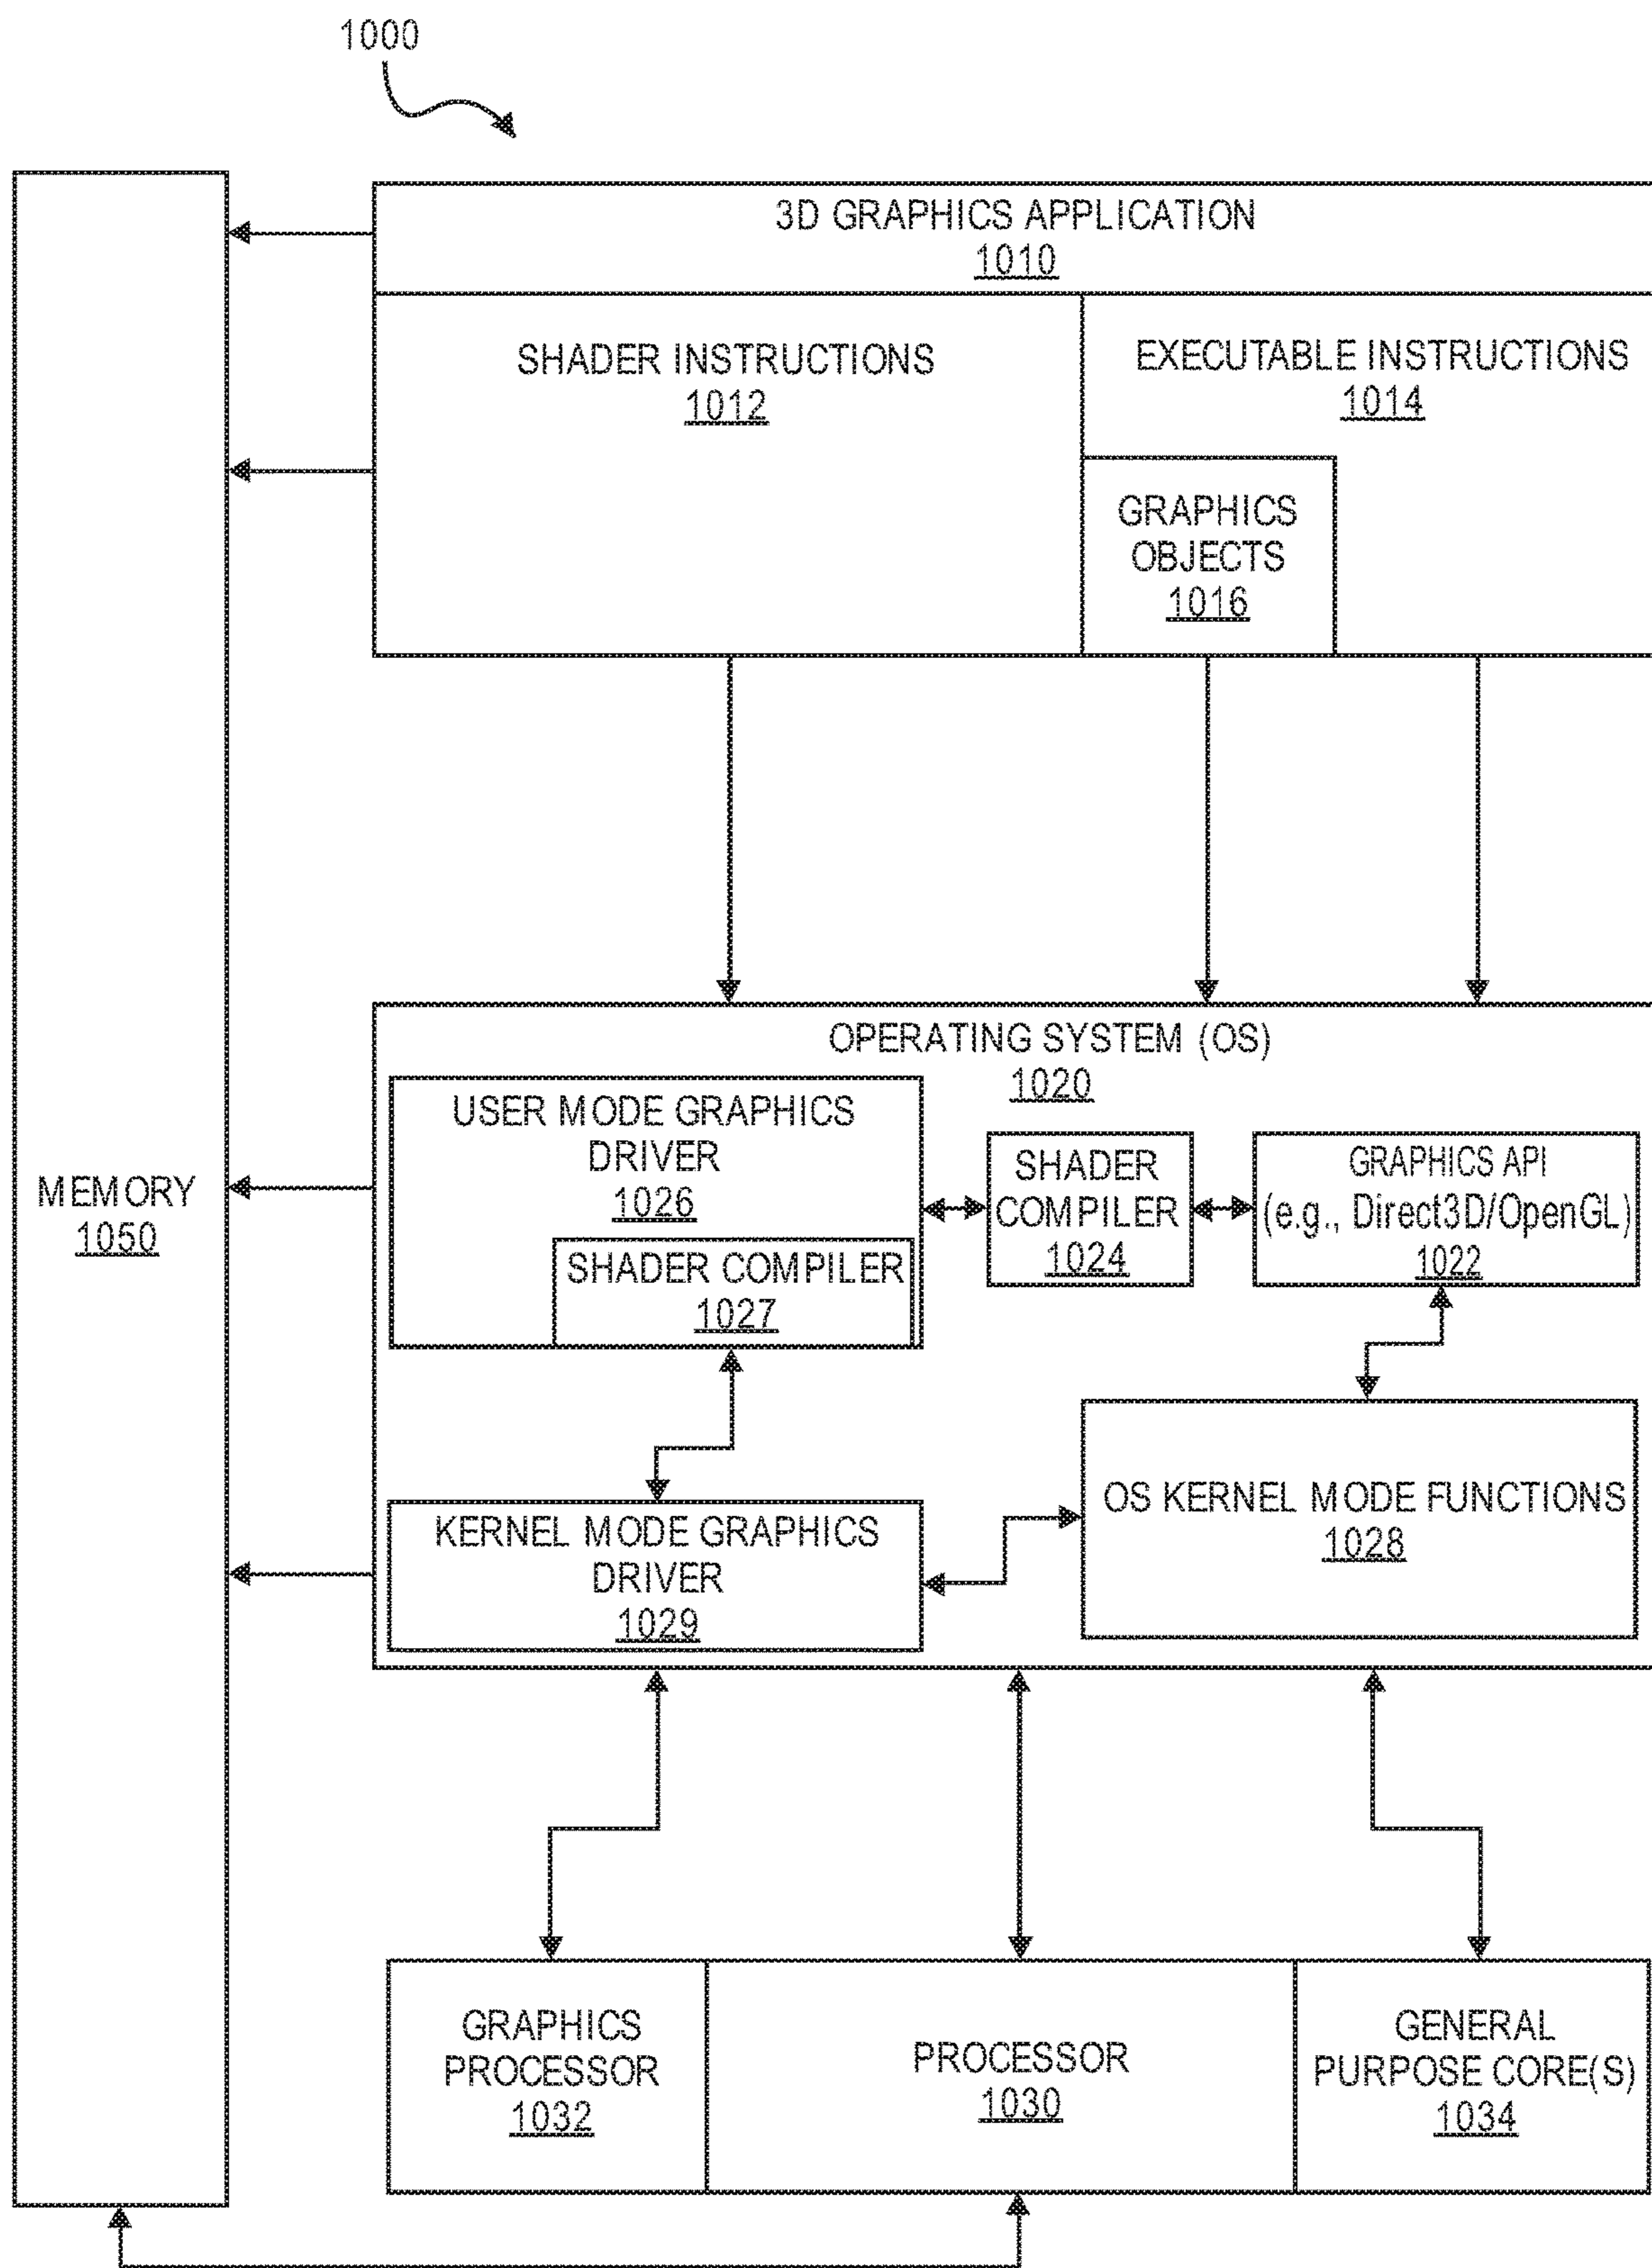 1000
3D GRAPHICS APPLICATION
1010
SHADER INSTRUCTIONS
1012
EXECUTABLE INSTRUCTIONS
1014
GRAPHICS
OBJECTS
1016
OPERATING SYSTEM (OS)
1020
USER MODE GRAPHICS
DRIVER
1026
SHADER COMPILER
1027
SHADER
COMPILER
1024
GRAPHICS API
(e.g., Direct3D/OpenGL)
1022
MEMORY
1050
KERNEL MODE GRAPHICS
DRIVER
1029
OS KERNEL MODE FUNCTIONS
1028
GRAPHICS
PROCESSOR
1032
PROCESSOR
1030
GENERAL
PURPOSE CORE(S)
1034